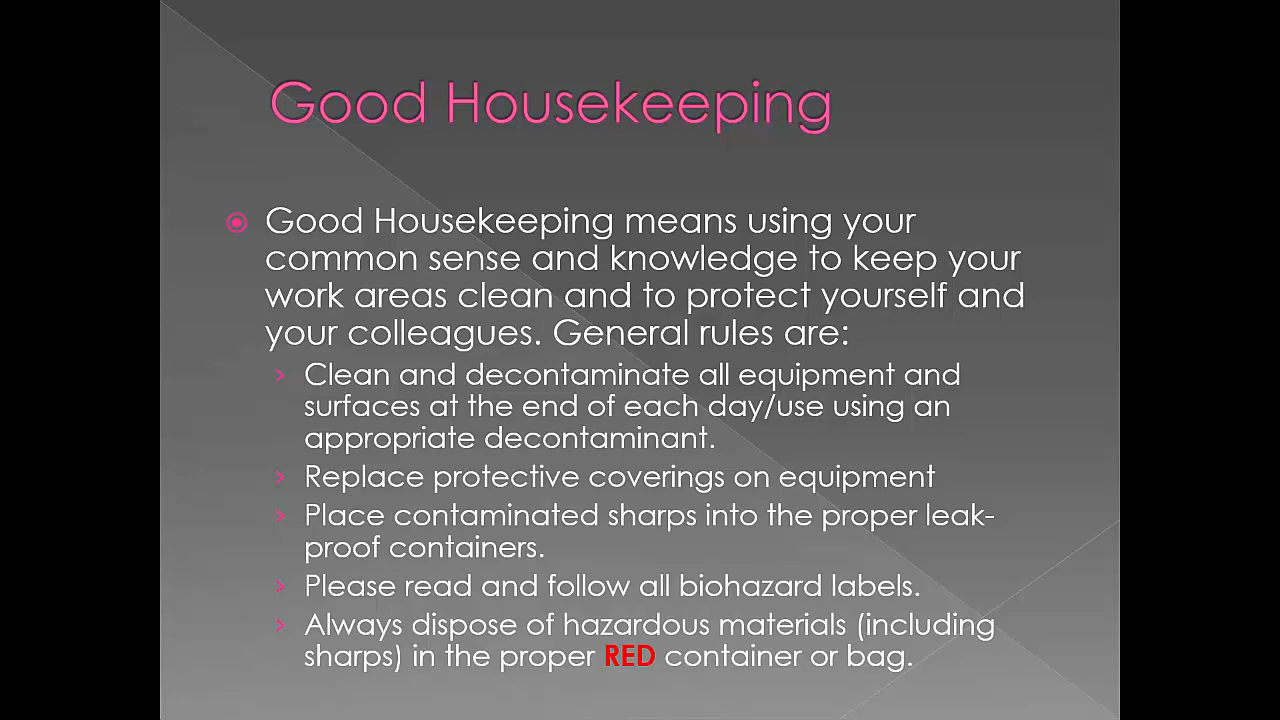 Good Housekeeping
Good Housekeeping means using your
common sense and knowledge to keep your
work areas clean and to protect yourself and
your colleagues. General rules are:
Clean and decontaminate all equipment and
surfaces at the end of each day/use using an
appropriate decontaminant.
Replace protective coverings on equipment
Place contaminated sharps into the proper leak-
proof containers.
Please read and follow all biohazard labels.
Always dispose of hazardous materials (including
sharps) in the proper RED container or bag.